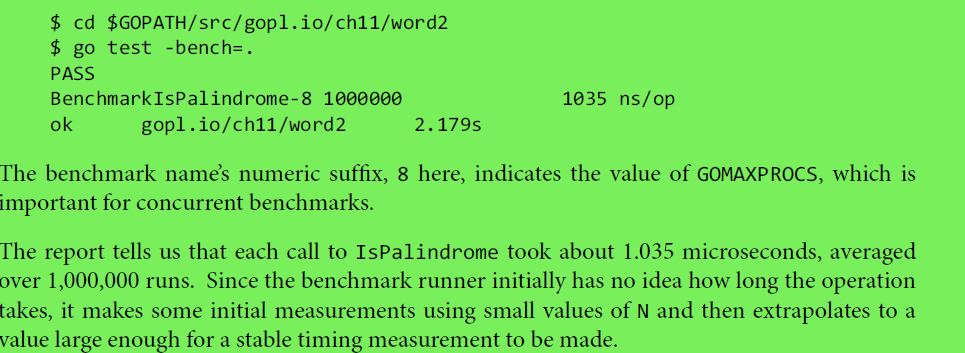 $ cd $GOPATH/src/gopl.io/ch11/word2
$ go test -bench=.
PASS
BenchmarkIsPalindrome-8 1000000 1035 ns/op
ok gopl.io/ch11/word2 2.179s
The benchmark name's numeric suffix, 8 here, indicates the value of GOMAXPROCS, which is
important for concurrent benchmarks.
The report tells us that each call to IsPalindrome took about 1.035 microseconds, averaged
over 1,000,000 runs. Since the benchmark runner initially has no idea how long the operation
takes, it makes some initial measurements using small values of N and then extrapolates to a
value large enough for a stable timing measurement to be made.